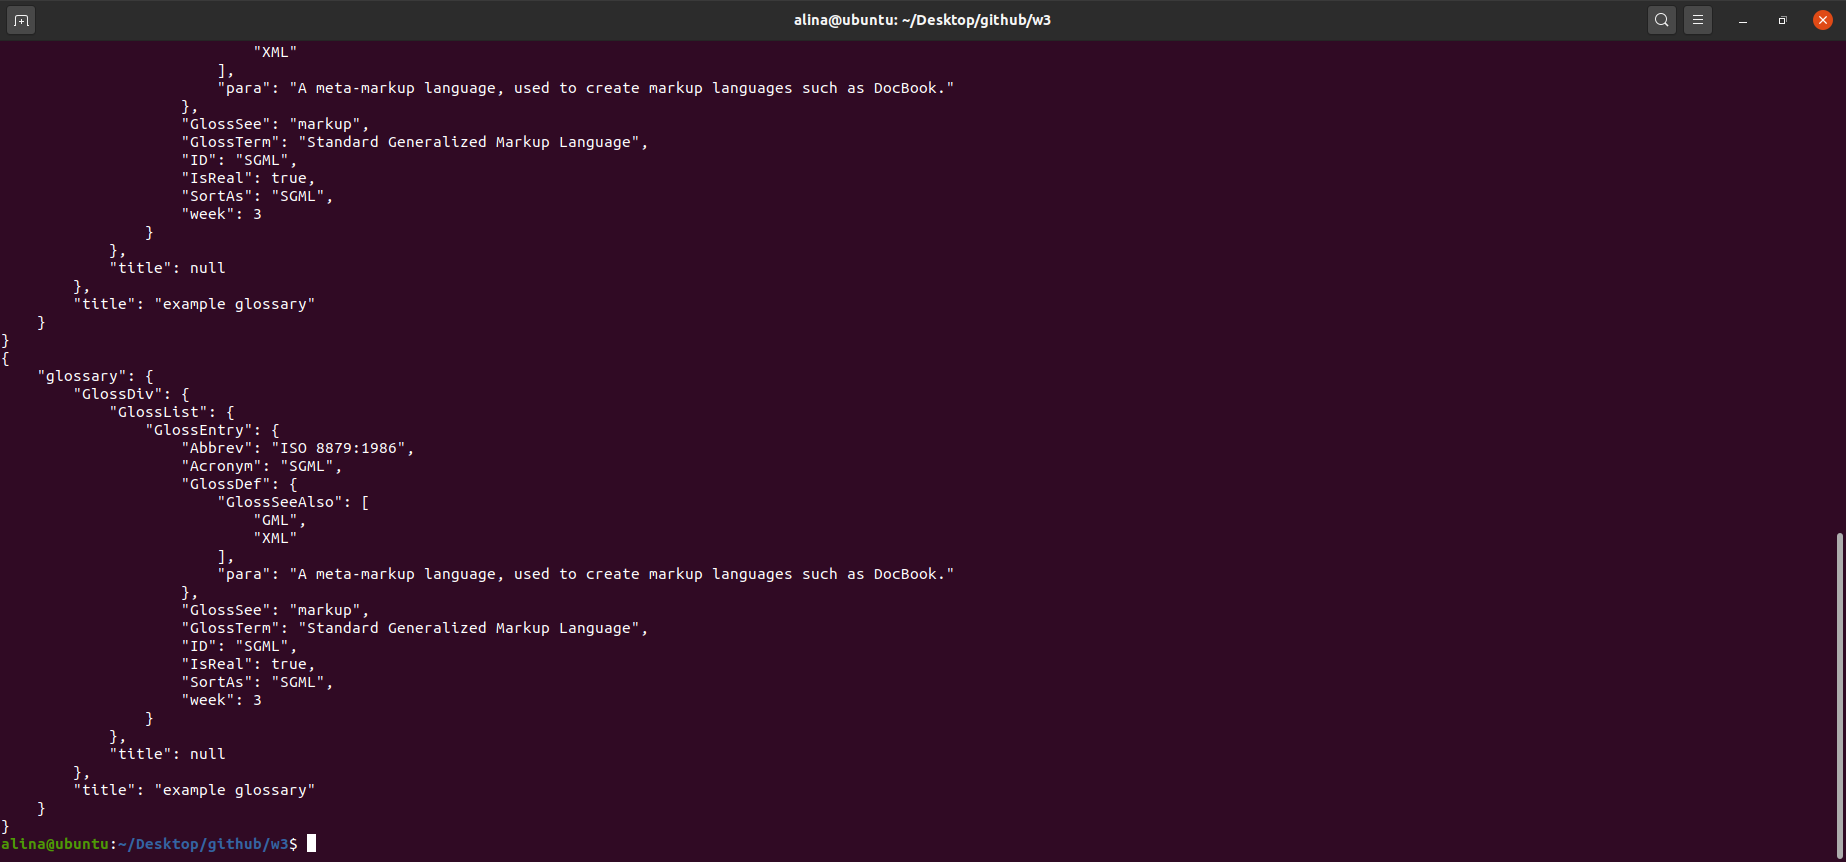 alina@ubuntu: ~/Desktop/github/w3
                            "XML"
                        ],
                        "para": "A meta-markup language, used to create markup languages such as DocBook."
                    },
                    "GlossSee": "markup",
                    "GlossTerm": "Standard Generalized Markup Language",
                    "ID": "SGML",
                    "IsReal": true,
                    "SortAs": "SGML",
                    "week": 3
                }
            },
            "title": null
        },
        "title": "example glossary"
    }
}
{
    "glossary": {
        "GlossDiv": {
            "GlossList": {
                "GlossEntry": {
                    "Abbrev": "ISO 8879:1986",
                    "Acronym": "SGML",
                    "GlossDef": {
                        "GlossSeeAlso": [
                            "GML",
                            "XML"
                        ],
                        "para": "A meta-markup language, used to create markup languages such as DocBook."
                    },
                    "GlossSee": "markup",
                    "GlossTerm": "Standard Generalized Markup Language",
                    "ID": "SGML",
                    "IsReal": true,
                    "SortAs": "SGML",
                    "week": 3
                }
            },
            "title": null
        },
        "title": "example glossary"
    }
}
alina@ubuntu:~/Desktop/github/w3$